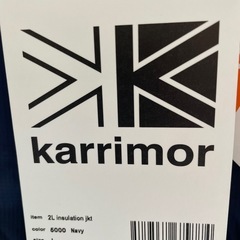 karrimor
item 2L insulation jkt
color 5000 Navy